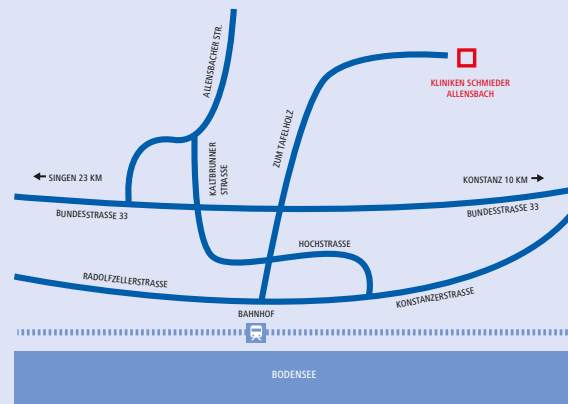 ALLENSBACHER STR.
KLINIKEN SCHMIEDER
ALLENSBACH
ZUM TAFELHOLZ
KALTBRUNNER
STRASSE
SINGEN 23 KM
KONSTANZ 10 KM
BUNDESSTRASSE 33
BUNDESSTRASSE 33
HOCHSTRASSE
RADOLFZELLERSTRASSE
KONSTANZERSTRASSE
BAHNHOF
BODENSEE